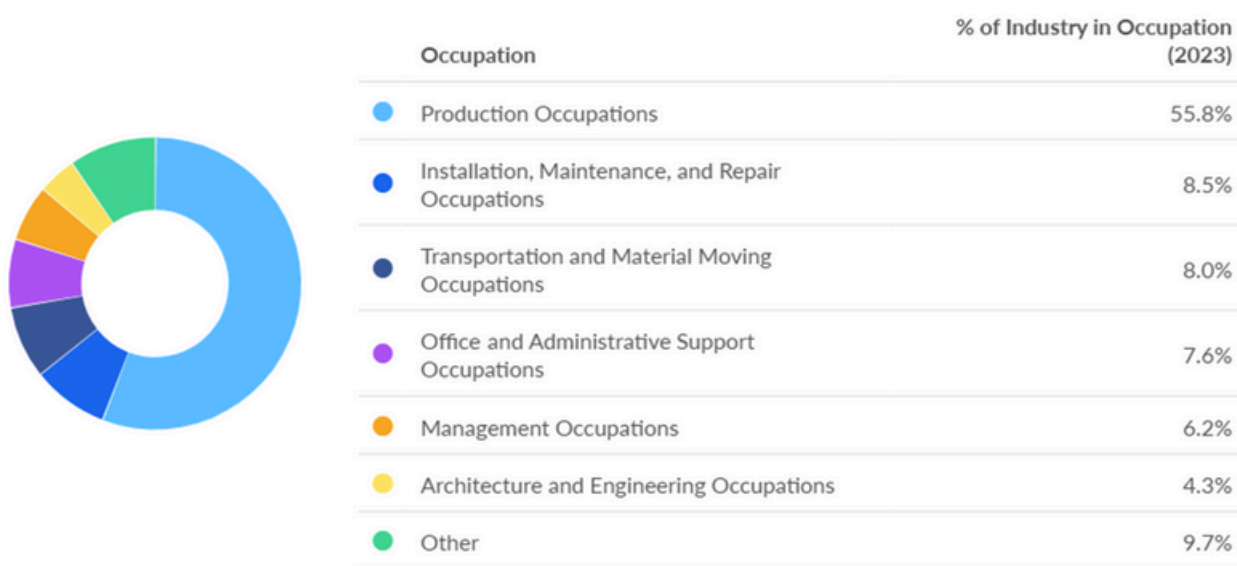 % of Industry in Occupation
Occupation (2023)
Production Occupations 55.8%
Installation, Maintenance, and Repair
Occupations 8.5%
Transportation and Material Moving
Occupations 8.0%
Office and Administrative Support
Occupations 7.6%
Management Occupations 6.2%
Architecture and Engineering Occupations 4.3%
Other 9.7%